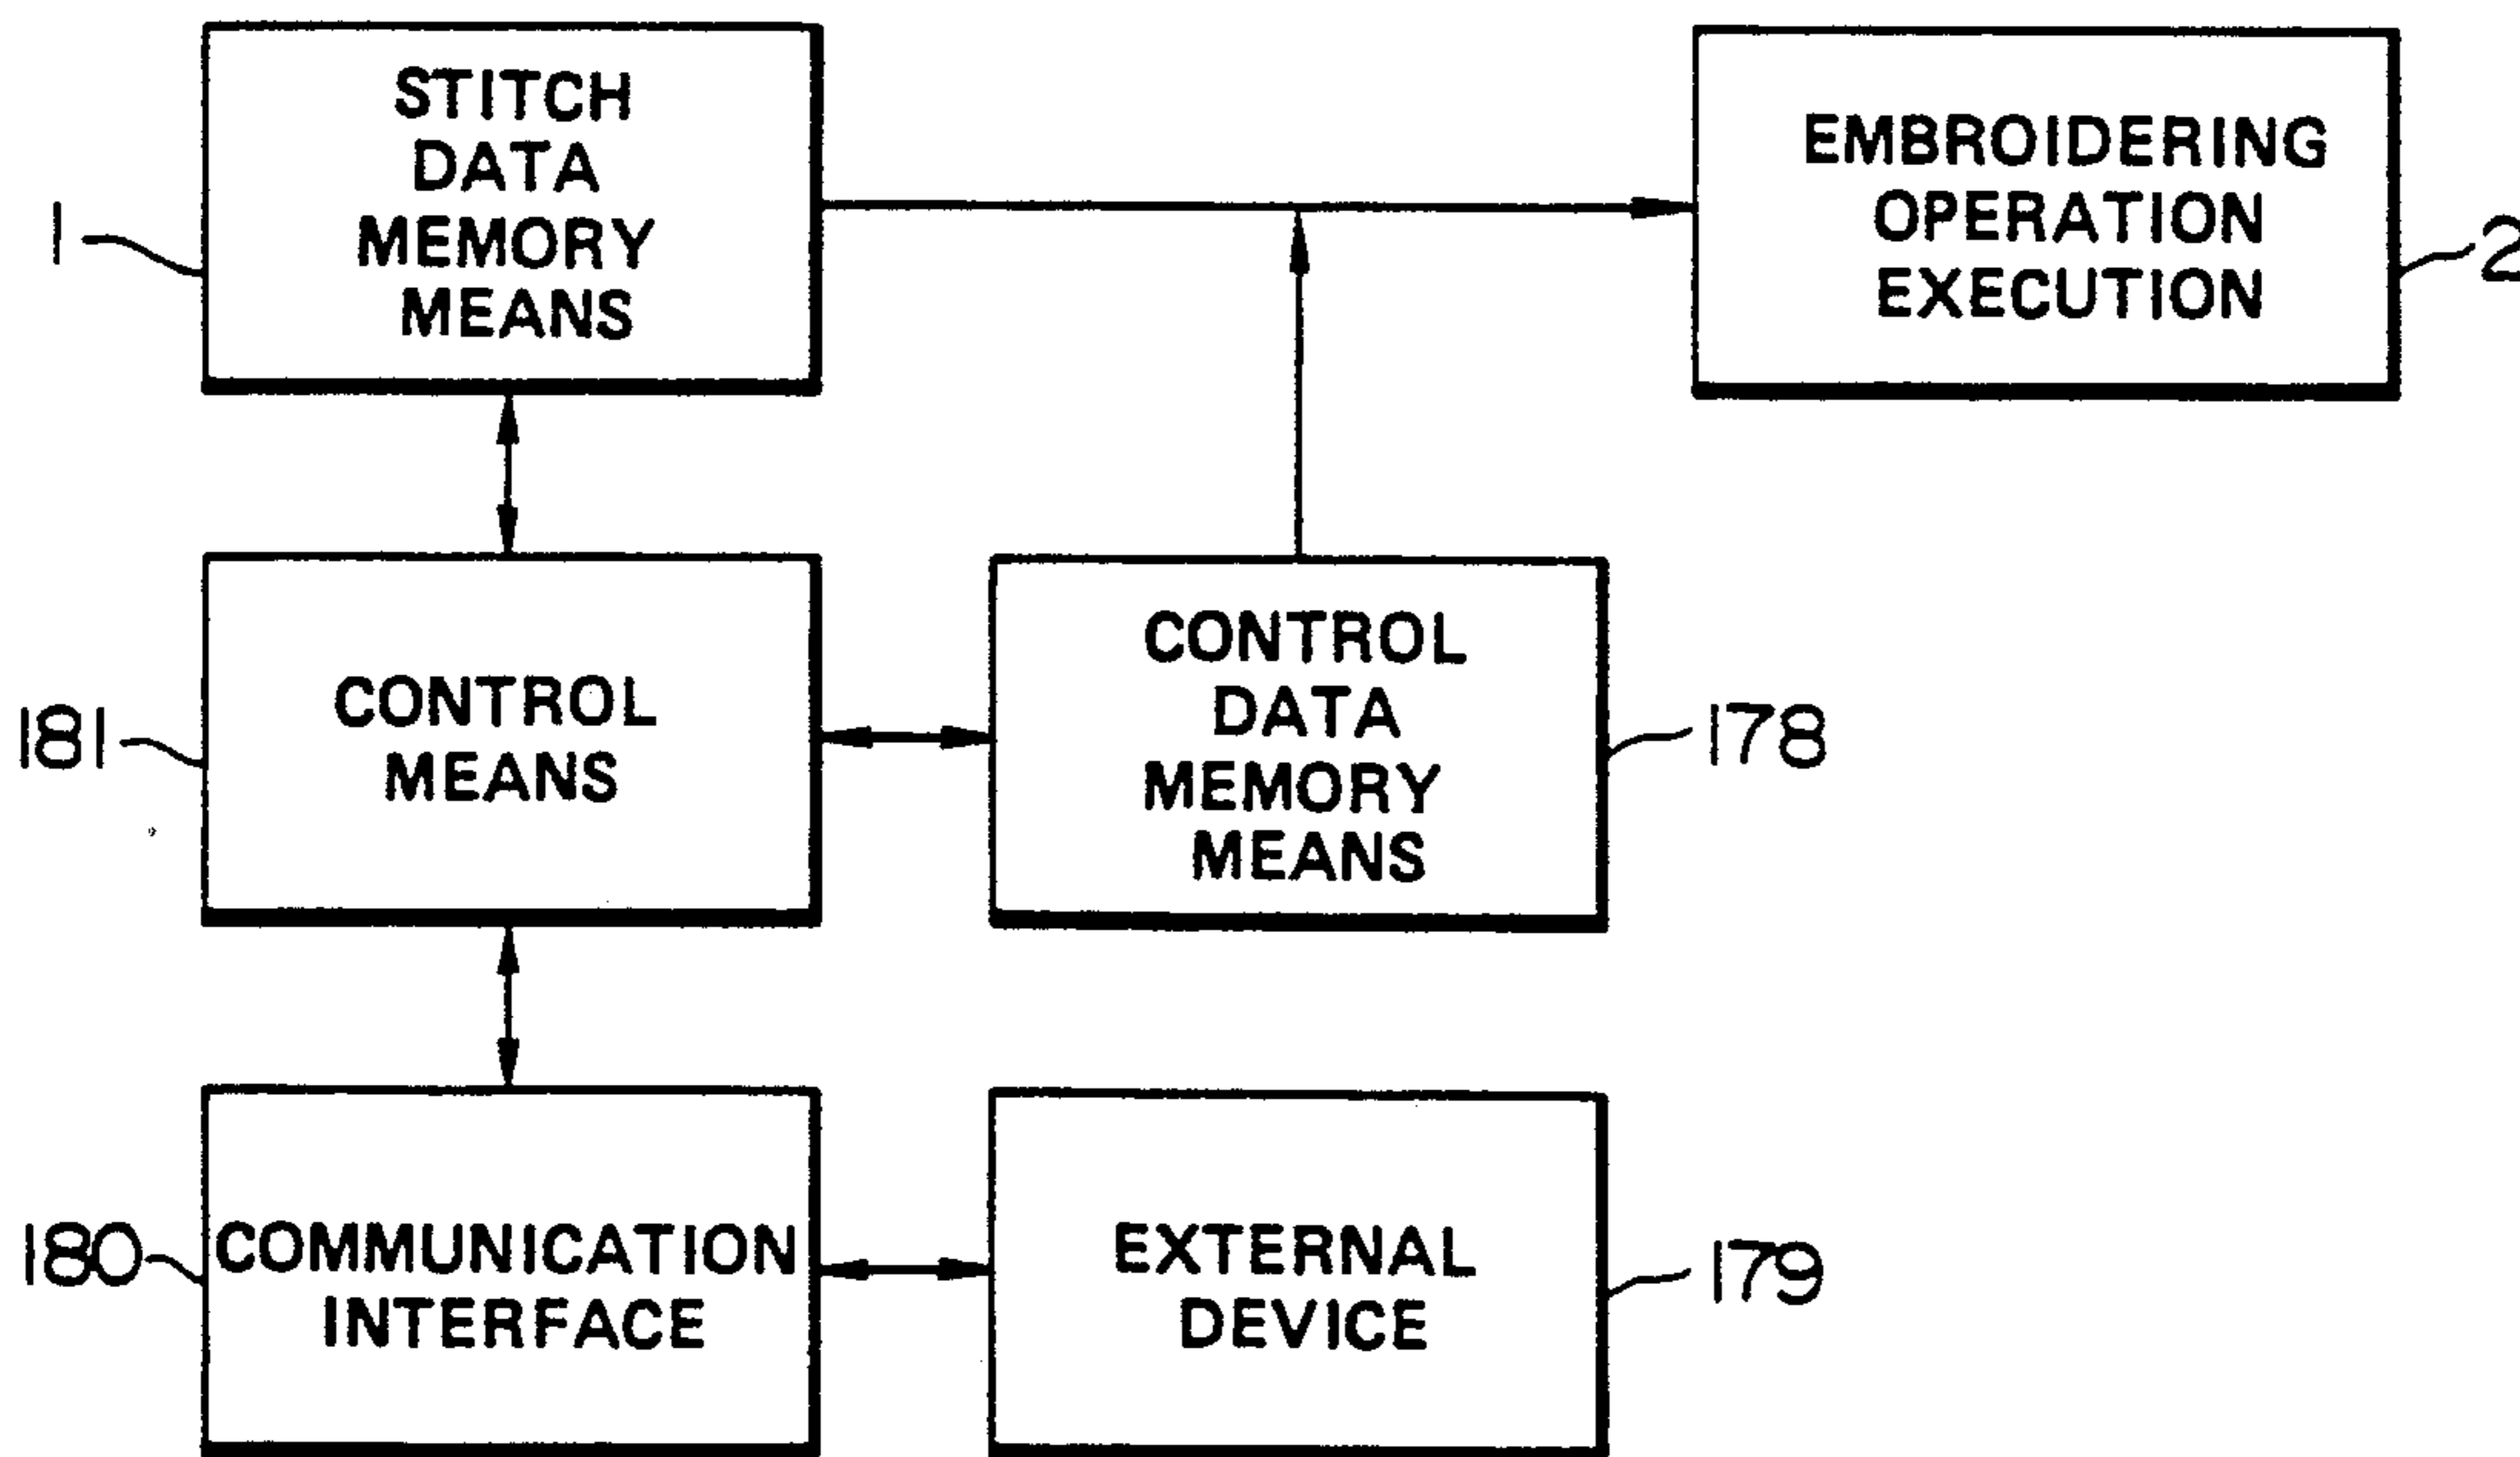 STITCH
DATA
MEMORY
MEANS
1
EMBROIDERING
OPERATION
EXECUTION
2
CONTROL
MEANS
181
CONTROL
DATA
MEMORY
MEANS
178
COMMUNICATION
INTERFACE
180
EXTERNAL
DEVICE
179